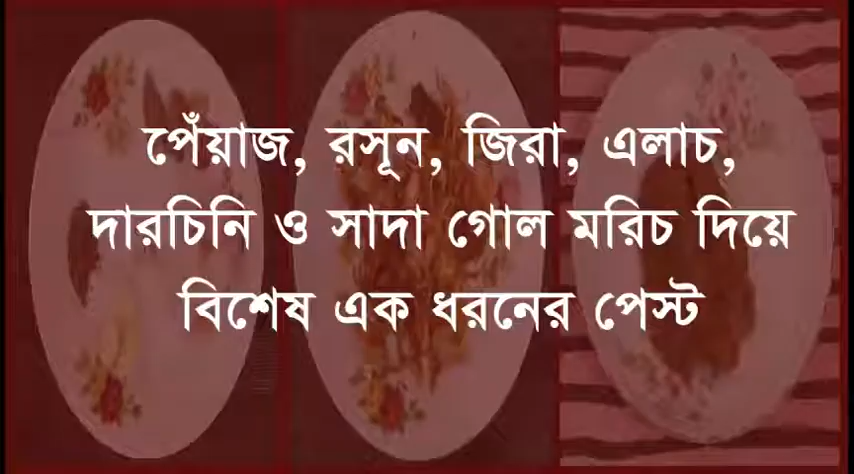 পেঁয়াজ, রসূন, জিরা, এলাচ,
দারচিনি ও সাদা গোল মরিচ দিয়ে
বিশেষ এক ধরনের পেস্ট